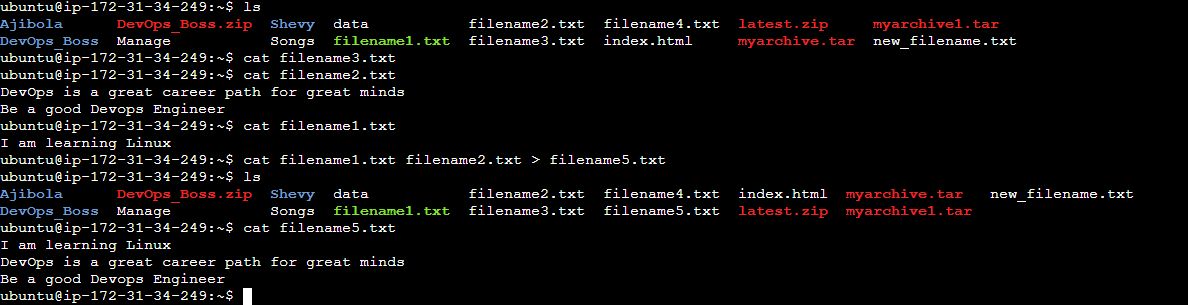 ubuntu@ip-172-31-34-249:~$ ls
Ajibola DevOps_Boss.zip Shevy data filename2.txt filename4.txt latest.zip myarchive1.tar
DevOps_Boss Manage Songs filename1.txt filename3.txt index.html myarchive.tar new_filename.txt
ubuntu@ip-172-31-34-249:~$ cat filename3.txt
ubuntu@ip-172-31-34-249:~$ cat filename2.txt
DevOps is a great career path for great minds
Be a good Devops Engineer
ubuntu@ip-172-31-34-249:~$ cat filename1.txt
I am learning Linux
ubuntu@ip-172-31-34-249:~$ cat filename1.txt filename2.txt > filename5.txt
ubuntu@ip-172-31-34-249:~$ ls
Ajibola DevOps_Boss.zip Shevy data filename2.txt filename4.txt index.html myarchive.tar new_filename.txt
DevOps_Boss Manage Songs filename1.txt filename3.txt filename5.txt latest.zip myarchive1.tar
ubuntu@ip-172-31-34-249:~$ cat filename5.txt
I am learning Linux
DevOps is a great career path for great minds
Be a good Devops Engineer
ubuntu@ip-172-31-34-249:~$